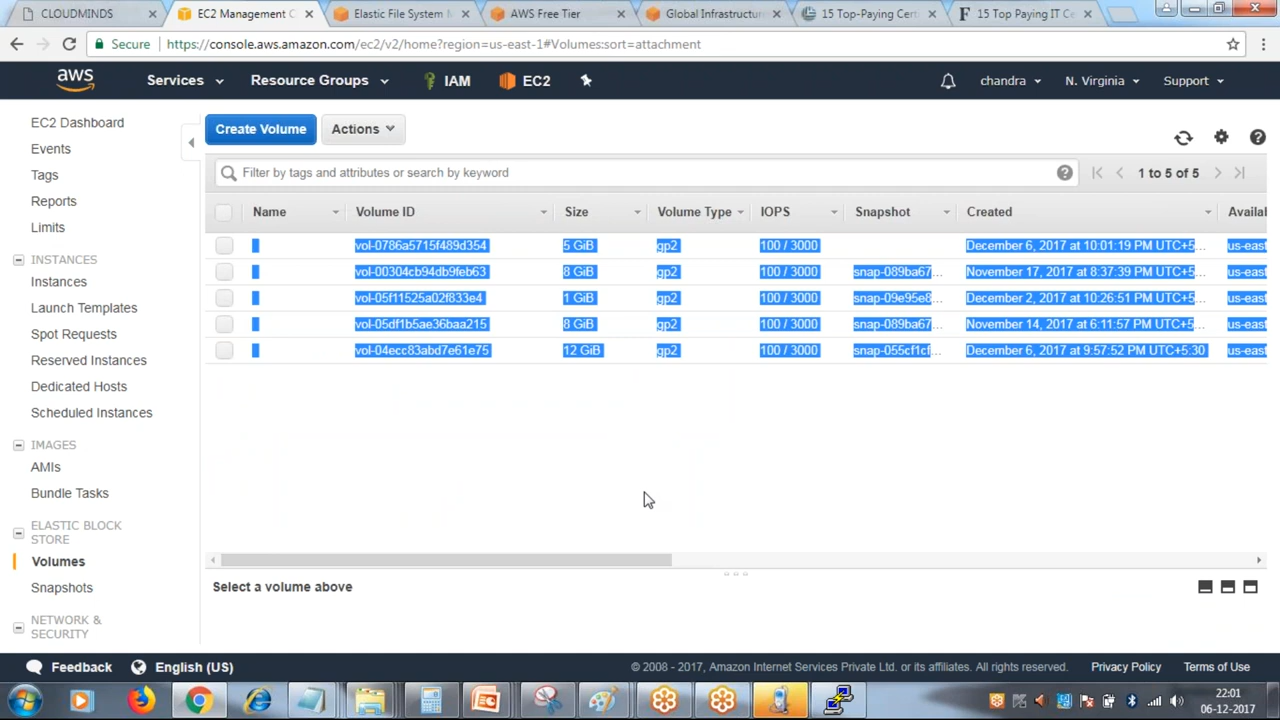 CLOUDMINDS
EC2 Management C
Elastic File System M
AWS Free Tier
Global Infrastructure
15 Top-Paying Cert
15 Top Paying IT Ce
Secure https://console.aws.amazon.com/ec2/v2/home?region=us-east-1#Volumes:sort=attachment
aws Services Resource Groups IAM EC2 chandra N. Virginia Support
EC2 Dashboard
Events
Tags
Reports
Limits
INSTANCES
Instances
Launch Templates
Spot Requests
Reserved Instances
Dedicated Hosts
Scheduled Instances
IMAGES
AMIs
Bundle Tasks
ELASTIC BLOCK
STORE
Volumes
Snapshots
NETWORK &
SECURITY
Create Volume Actions
Filter by tags and attributes or search by keyword 1 to 5 of 5
Name Volume ID Size Volume Type IOPS Snapshot Created Availal
vol-0786a5715f489d354 5 GiB gp2 100 / 3000 December 6, 2017 at 10:01:19 PM UTC+5... us-east
vol-00304cb94db9feb63 8 GiB gp2 100 / 3000 snap-089ba67... November 17, 2017 at 8:37:39 PM UTC+5... us-east
vol-05f11525a02f833e4 1 GiB gp2 100 / 3000 snap-09e95e8... December 2, 2017 at 10:26:51 PM UTC+5... us-east
vol-05df1b5ae36baa215 8 GiB gp2 100 / 3000 snap-089ba67... November 14, 2017 at 6:11:57 PM UTC+5... us-east
vol-04ecc83abd7e61e75 12 GiB gp2 100 / 3000 snap-055cf1cf... December 6, 2017 at 9:57:52 PM UTC+5:30 us-east
Select a volume above
Feedback English (US) © 2008 - 2017, Amazon Internet Services Private Ltd. or its affiliates. All rights reserved. Privacy Policy Terms of Use
22:01
06-12-2017